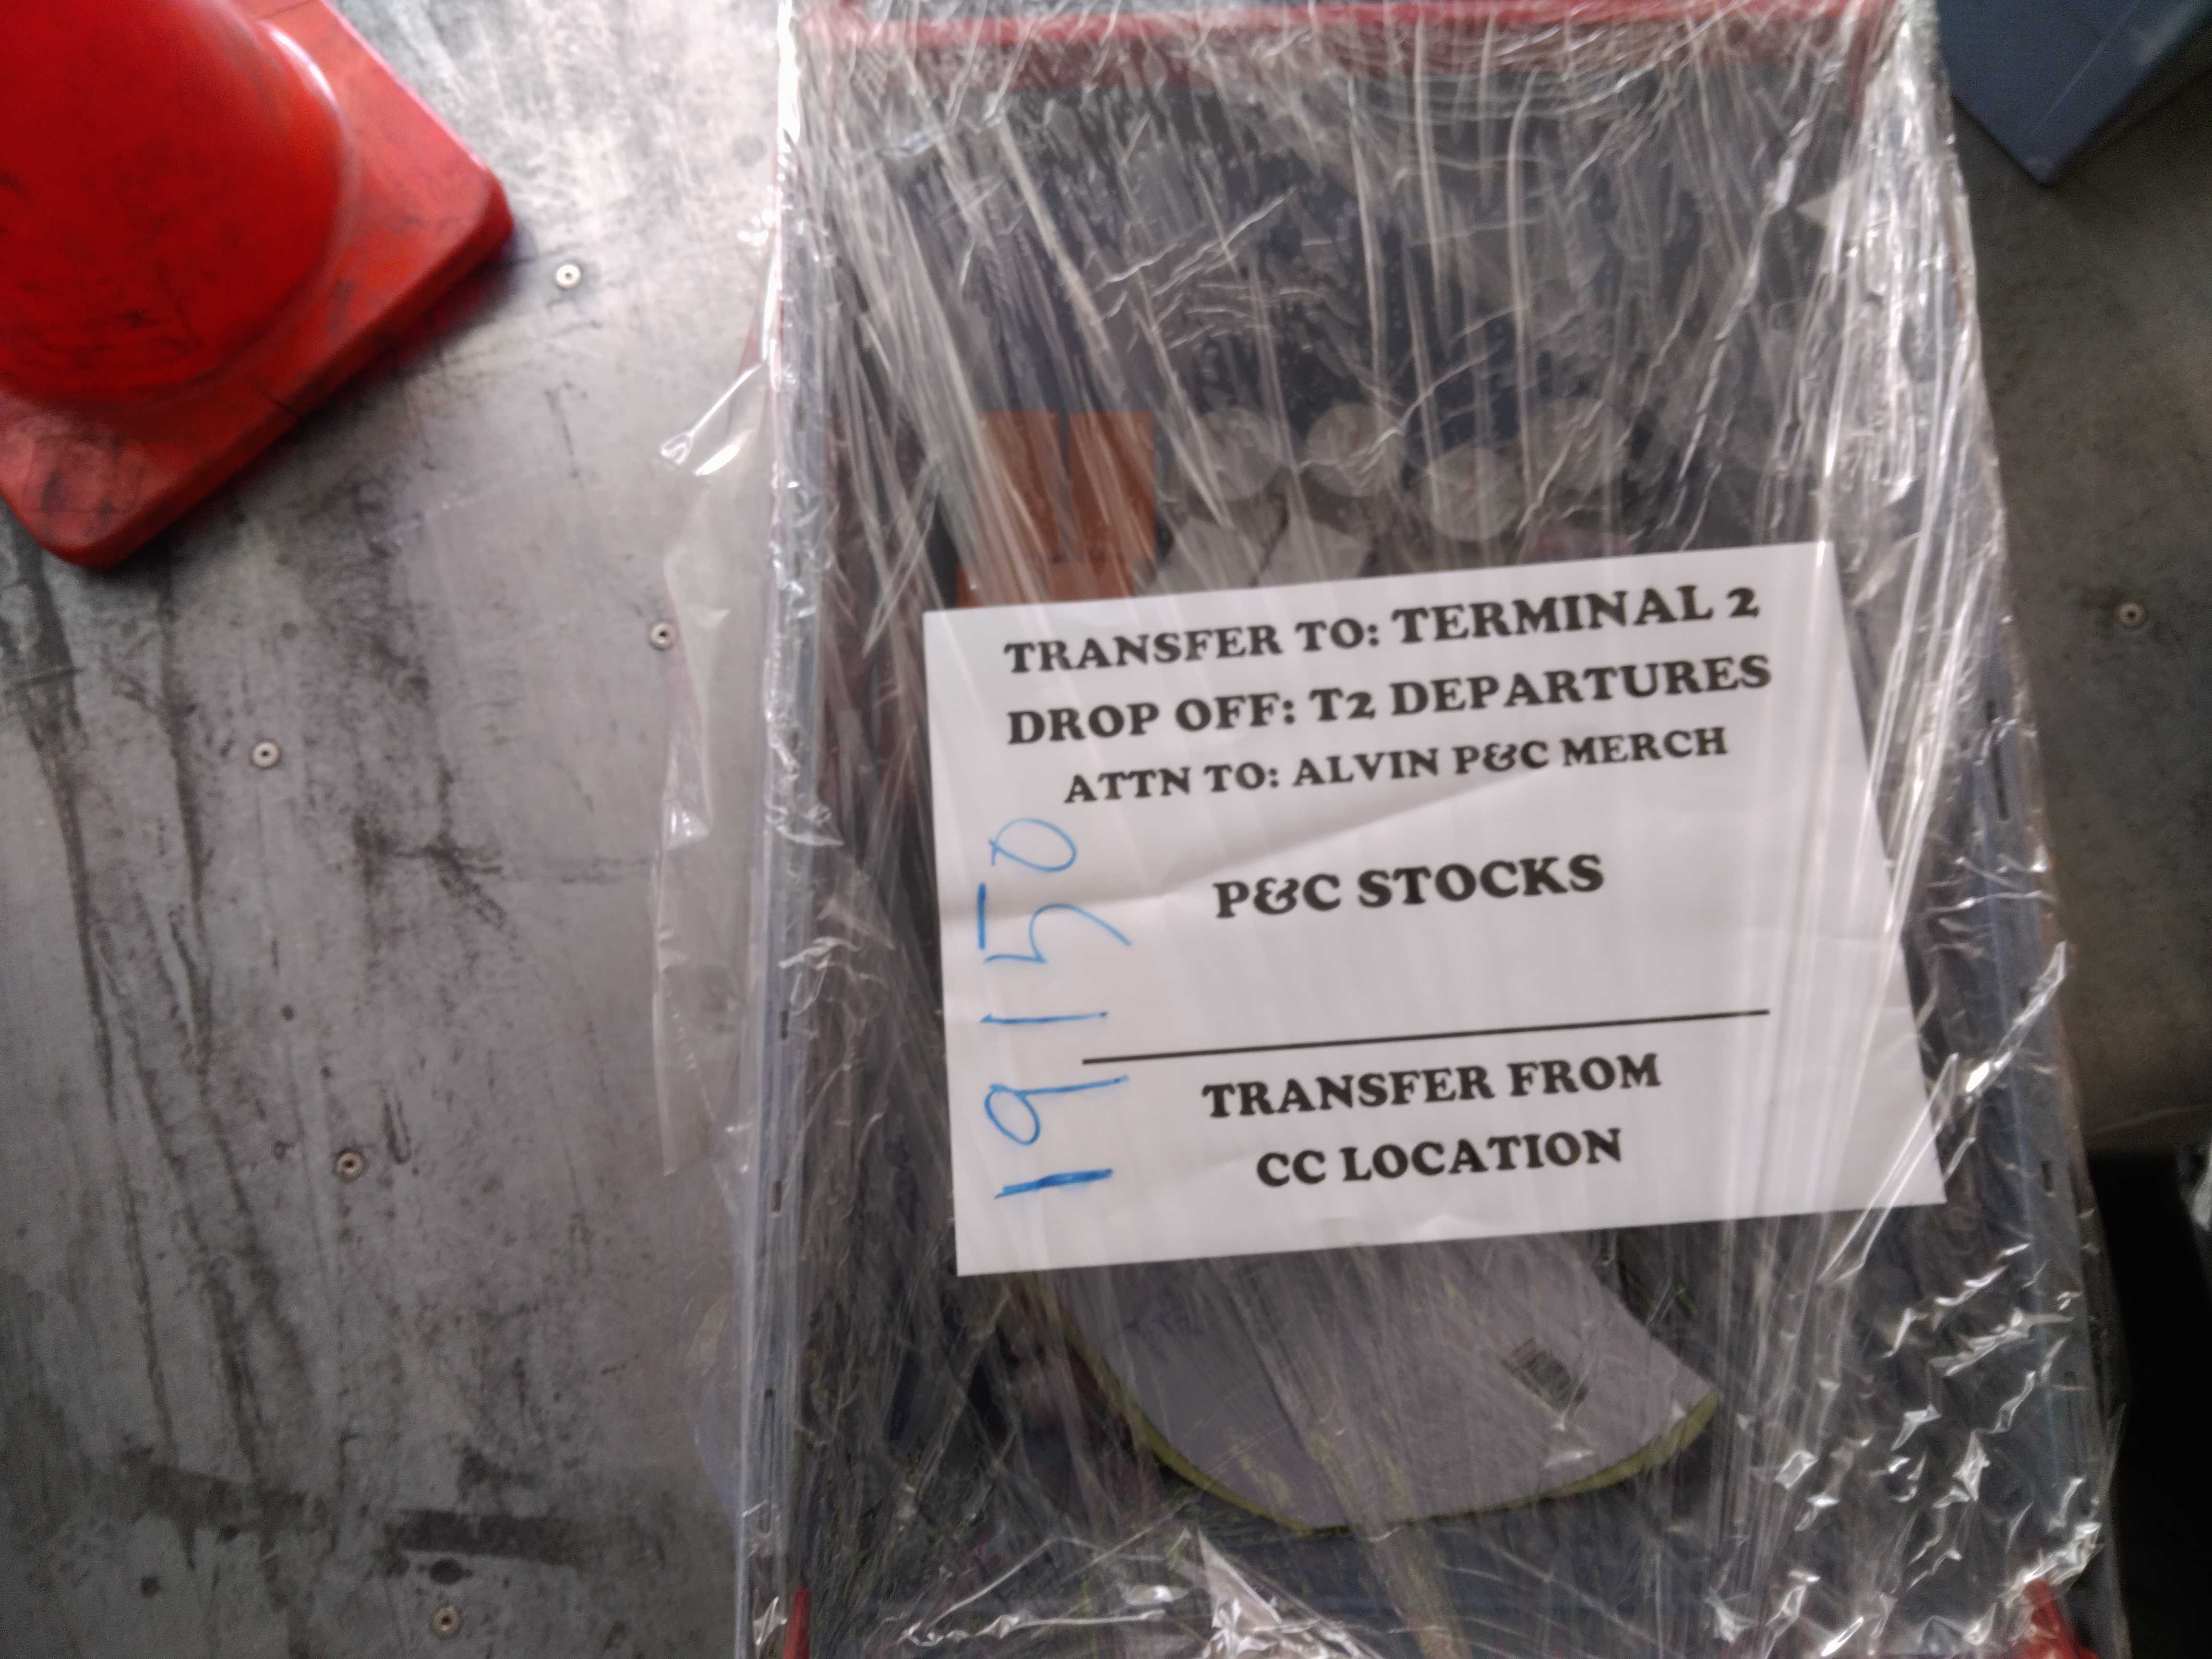 TRANSFER TO: TERMINAL 2
DROP OFF: T2 DEPARTURES
ATTN TO: ALVIN P&C MERCH
P&C STOCKS
TRANSFER FROM
CC LOCATION
19150